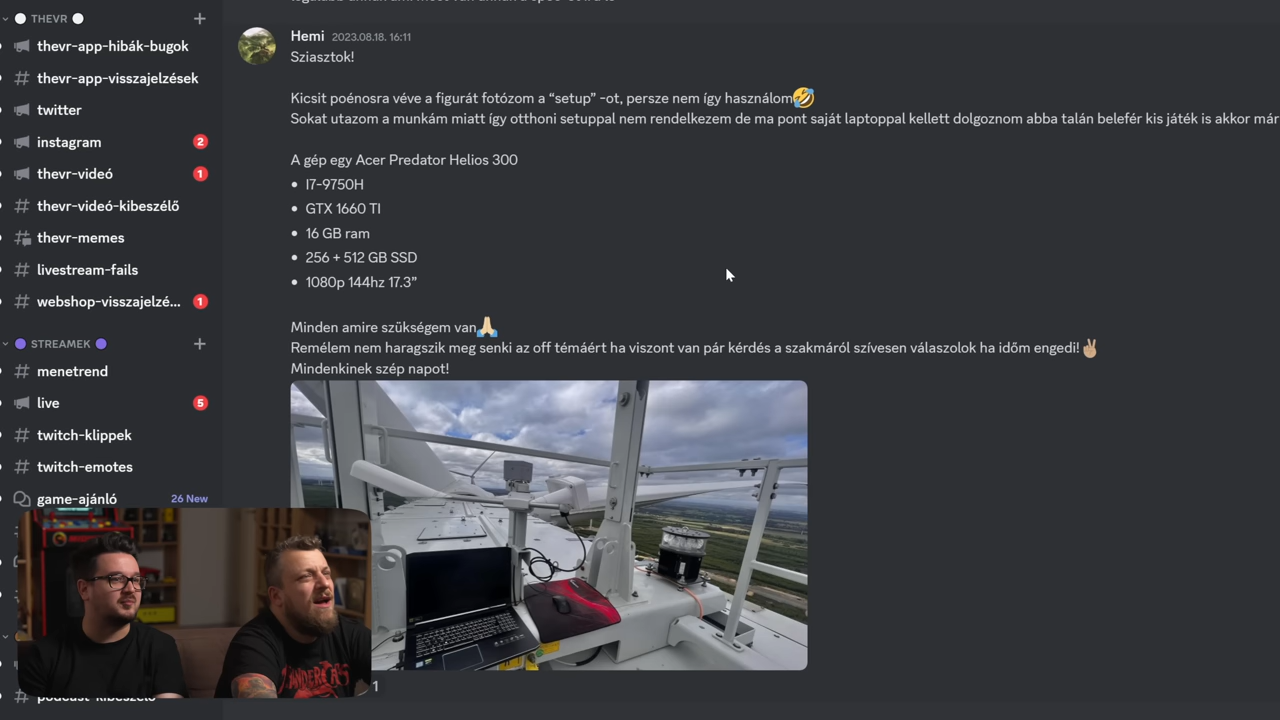 THEVR
thevr-app-hibák-bugok
thevr-app-visszajelzések
twitter
instagram 2
thevr-videó 1
thevr-videó-kibeszélő
thevr-memes
livestream-fails
webshop-visszajelzé... 1
STREAMEK
menetrend
live 5
twitch-klippek
twitch-emotes
game-ajánló 26 New
Hemi 2023.08.18. 16:11
Sziasztok!
Kicsit poénosra véve a figurát fotózom a “setup” -ot, persze nem így használom🤣
Sokat utazom a munkám miatt így otthoni setuppal nem rendelkezem de ma pont saját laptoppal kellett dolgoznom abba talán belefér kis játék is akkor már
A gép egy Acer Predator Helios 300
• I7-9750H
• GTX 1660 TI
• 16 GB ram
• 256 + 512 GB SSD
• 1080p 144hz 17.3”
Minden amire szükségem van🙏🏼
Remélem nem haragszik meg senki az off témáért ha viszont van pár kérdés a szakmáról szívesen válaszolok ha időm engedi!✌🏼
Mindenkinek szép napot!
1